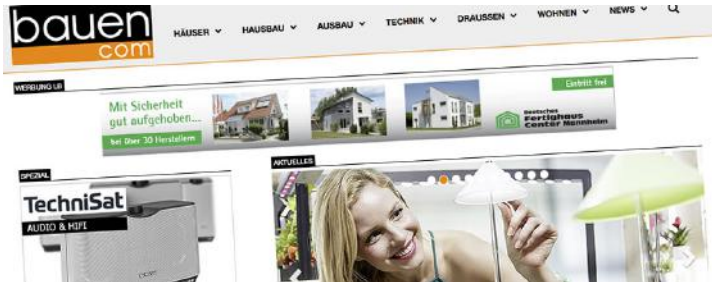 bauen
com
HÄUSER HAUSBAU AUSBAU TECHNIK DRAUSSEN WOHNEN NEWS
WERBUNG LB
Mit Sicherheit
gut aufgehoben...
bei über 30 Herstellern
Eintritt frei
Deutsches
Fertighaus
Center Mannheim
SPEZIAL
TechniSat
AUDIO & HIFI
AKTUELLES